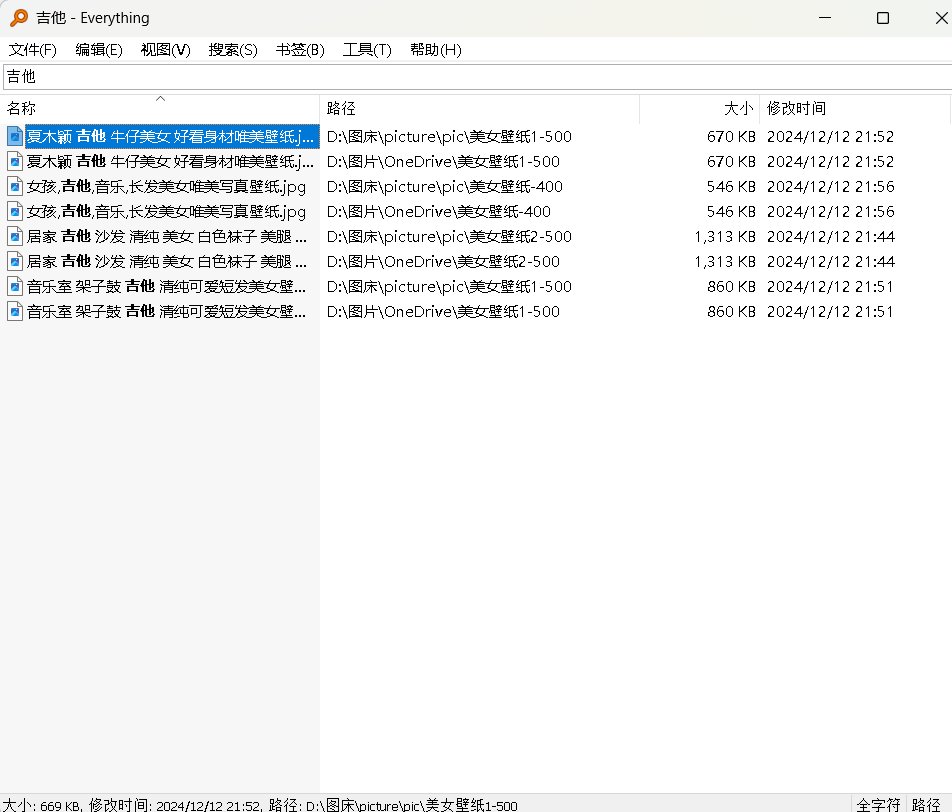 吉他 - Everything
文件(F) 编辑(E) 视图(V) 搜索(S) 书签(B) 工具(T) 帮助(H)
吉他
名称 路径 大小 修改时间
夏木颖 吉他 牛仔美女 好看身材唯美壁纸.j... D:\图床\picture\pic\美女壁纸1-500 670 KB 2024/12/12 21:52
夏木颖 吉他 牛仔美女 好看身材唯美壁纸.j... D:\图片\OneDrive\美女壁纸1-500 670 KB 2024/12/12 21:52
女孩,吉他,音乐,长发美女唯美写真壁纸.jpg D:\图床\picture\pic\美女壁纸-400 546 KB 2024/12/12 21:56
女孩,吉他,音乐,长发美女唯美写真壁纸.jpg D:\图片\OneDrive\美女壁纸-400 546 KB 2024/12/12 21:56
居家 吉他 沙发 清纯 美女 白色袜子 美腿 ... D:\图床\picture\pic\美女壁纸2-500 1,313 KB 2024/12/12 21:44
居家 吉他 沙发 清纯 美女 白色袜子 美腿 ... D:\图片\OneDrive\美女壁纸2-500 1,313 KB 2024/12/12 21:44
音乐室 架子鼓 吉他 清纯可爱短发美女壁... D:\图床\picture\pic\美女壁纸1-500 860 KB 2024/12/12 21:51
音乐室 架子鼓 吉他 清纯可爱短发美女壁... D:\图片\OneDrive\美女壁纸1-500 860 KB 2024/12/12 21:51
大小: 669 KB, 修改时间: 2024/12/12 21:52, 路径: D:\图床\picture\pic\美女壁纸1-500 全字符 路径